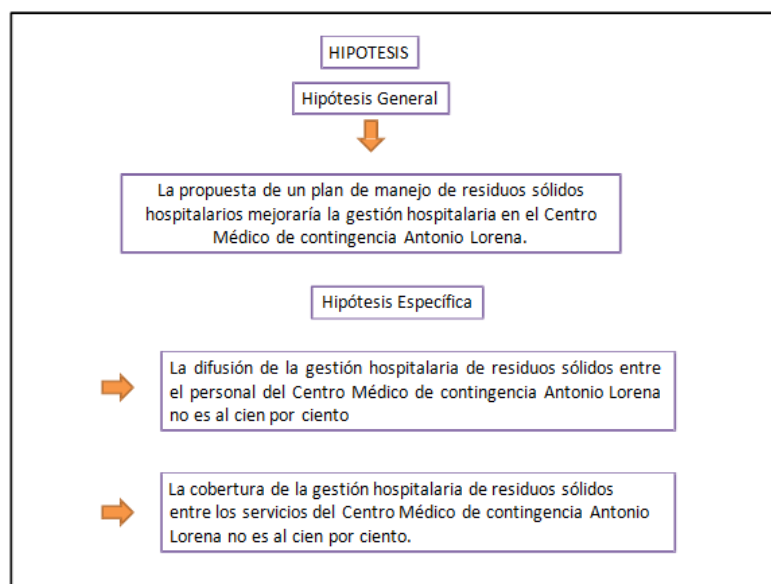 HIPOTESIS
Hipótesis General
La propuesta de un plan de manejo de residuos sólidos
hospitalarios mejoraría la gestión hospitalaria en el Centro
Médico de contingencia Antonio Lorena.
Hipótesis Específica
La difusión de la gestión hospitalaria de residuos sólidos entre
el personal del Centro Médico de contingencia Antonio Lorena
no es al cien por ciento
La cobertura de la gestión hospitalaria de residuos sólidos
entre los servicios del Centro Médico de contingencia Antonio
Lorena no es al cien por ciento.